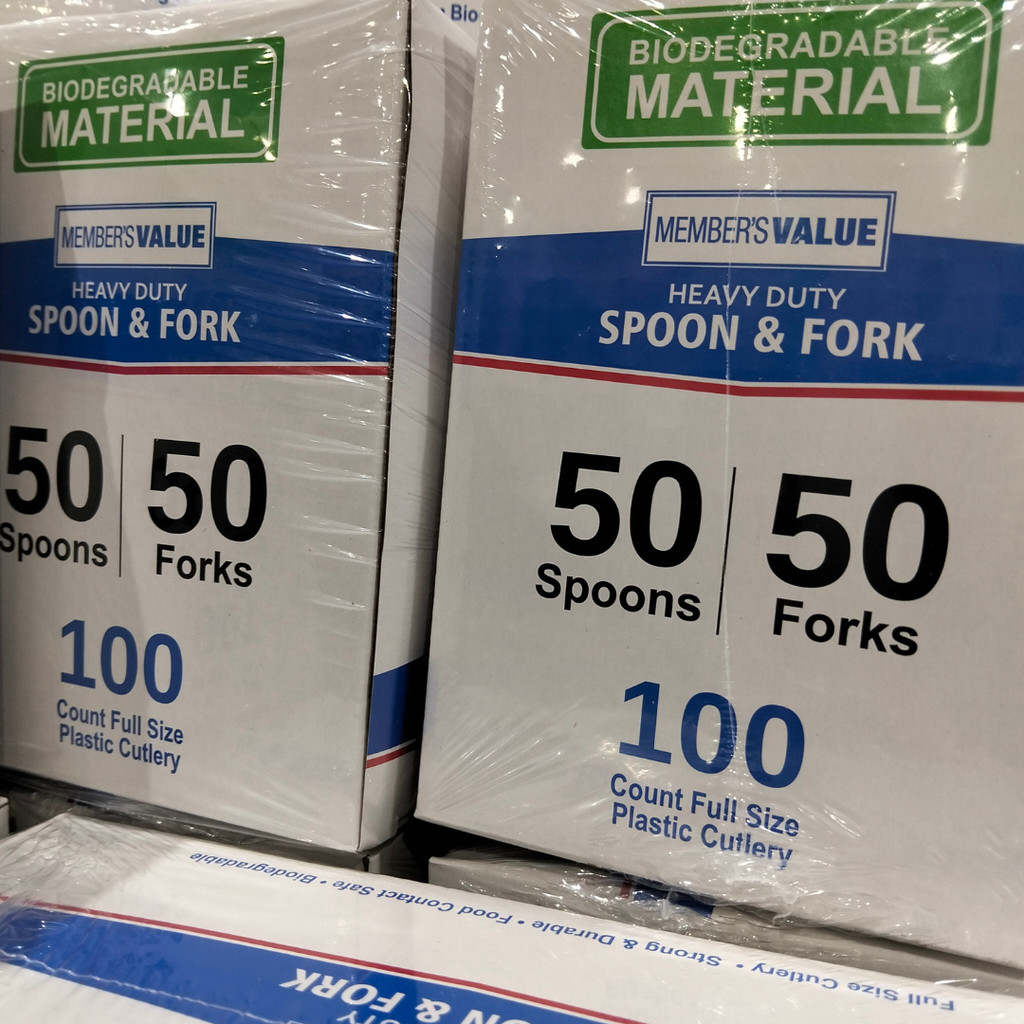 Bio
BIODEGRADABLE
MATERIAL
MEMBER'S VALUE
HEAVY DUTY
SPOON & FORK
50
Spoons
50
Forks
100
Count Full Size
Plastic Cutlery
BIODEGRADABLE
MATERIAL
MEMBER'S VALUE
HEAVY DUTY
SPOON & FORK
50
Spoons
50
Forks
100
Count Full Size
Plastic Cutlery
Full Size Cutlery • Strong & Durable • Food Contact Safe • Biodegradable
& FORK